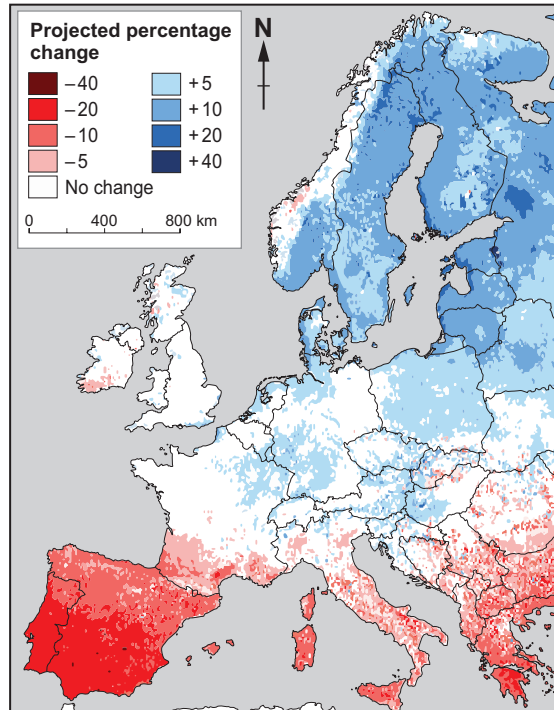 Projected percentage
change
N
– 40
+ 5
– 20
+ 10
– 10
+ 20
– 5
+ 40
No change
0 400 800 km